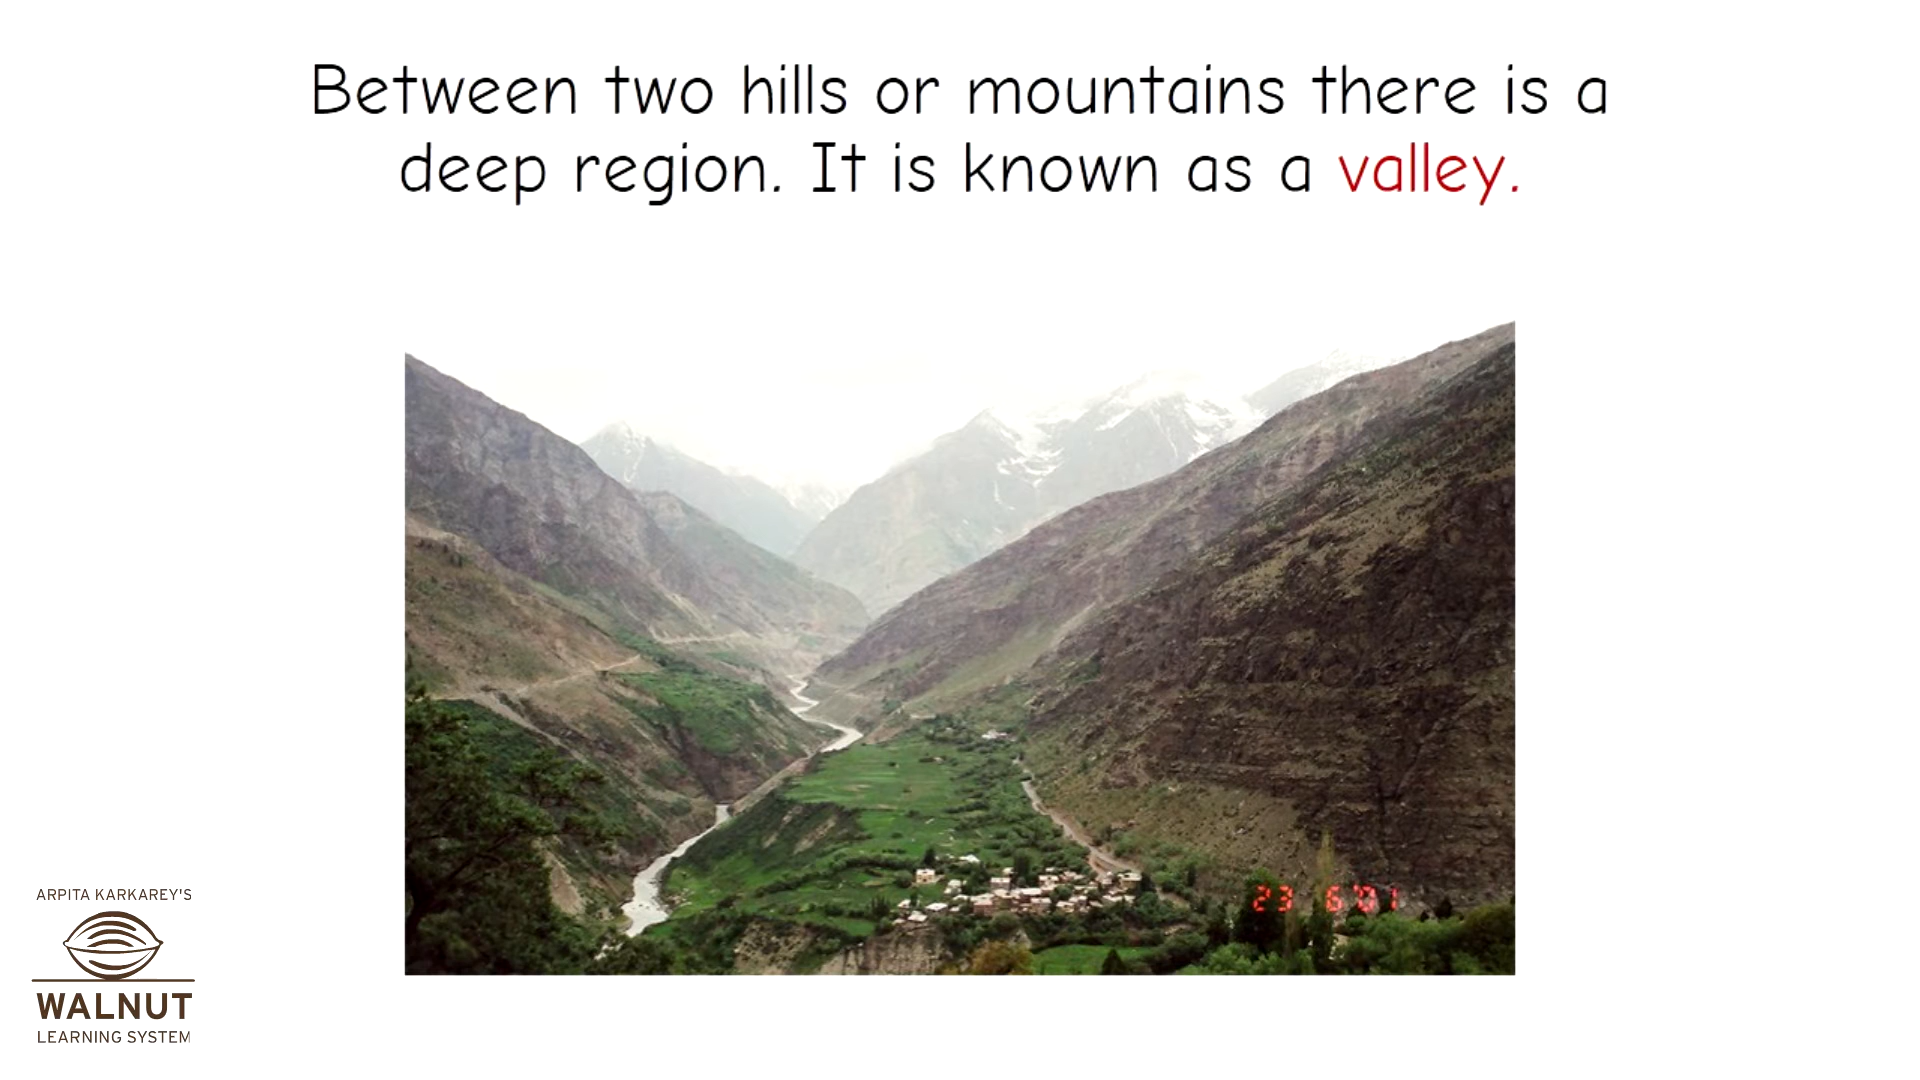 Between two hills or mountains there is a
deep region. It is known as a valley.
23 6'01
ARPITA KARKAREY'S
WALNUT
LEARNING SYSTEM